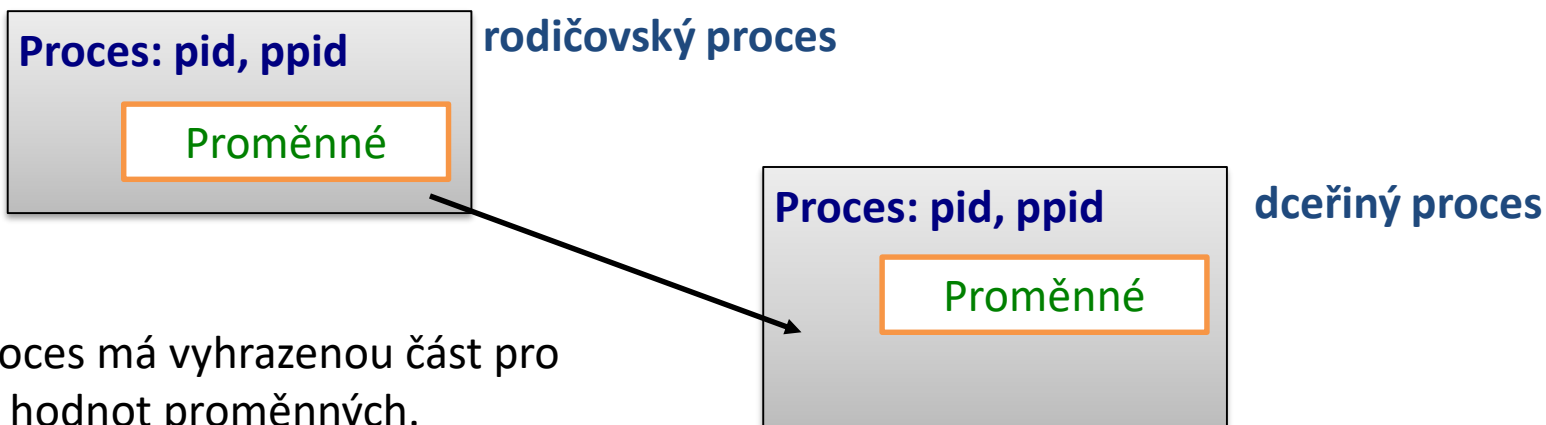 Proces: pid, ppid
rodičovský proces
Proměnné
Proces: pid, ppid
dceřiný proces
Proměnné
má vyhrazenou část pro
hodnot proměnných.